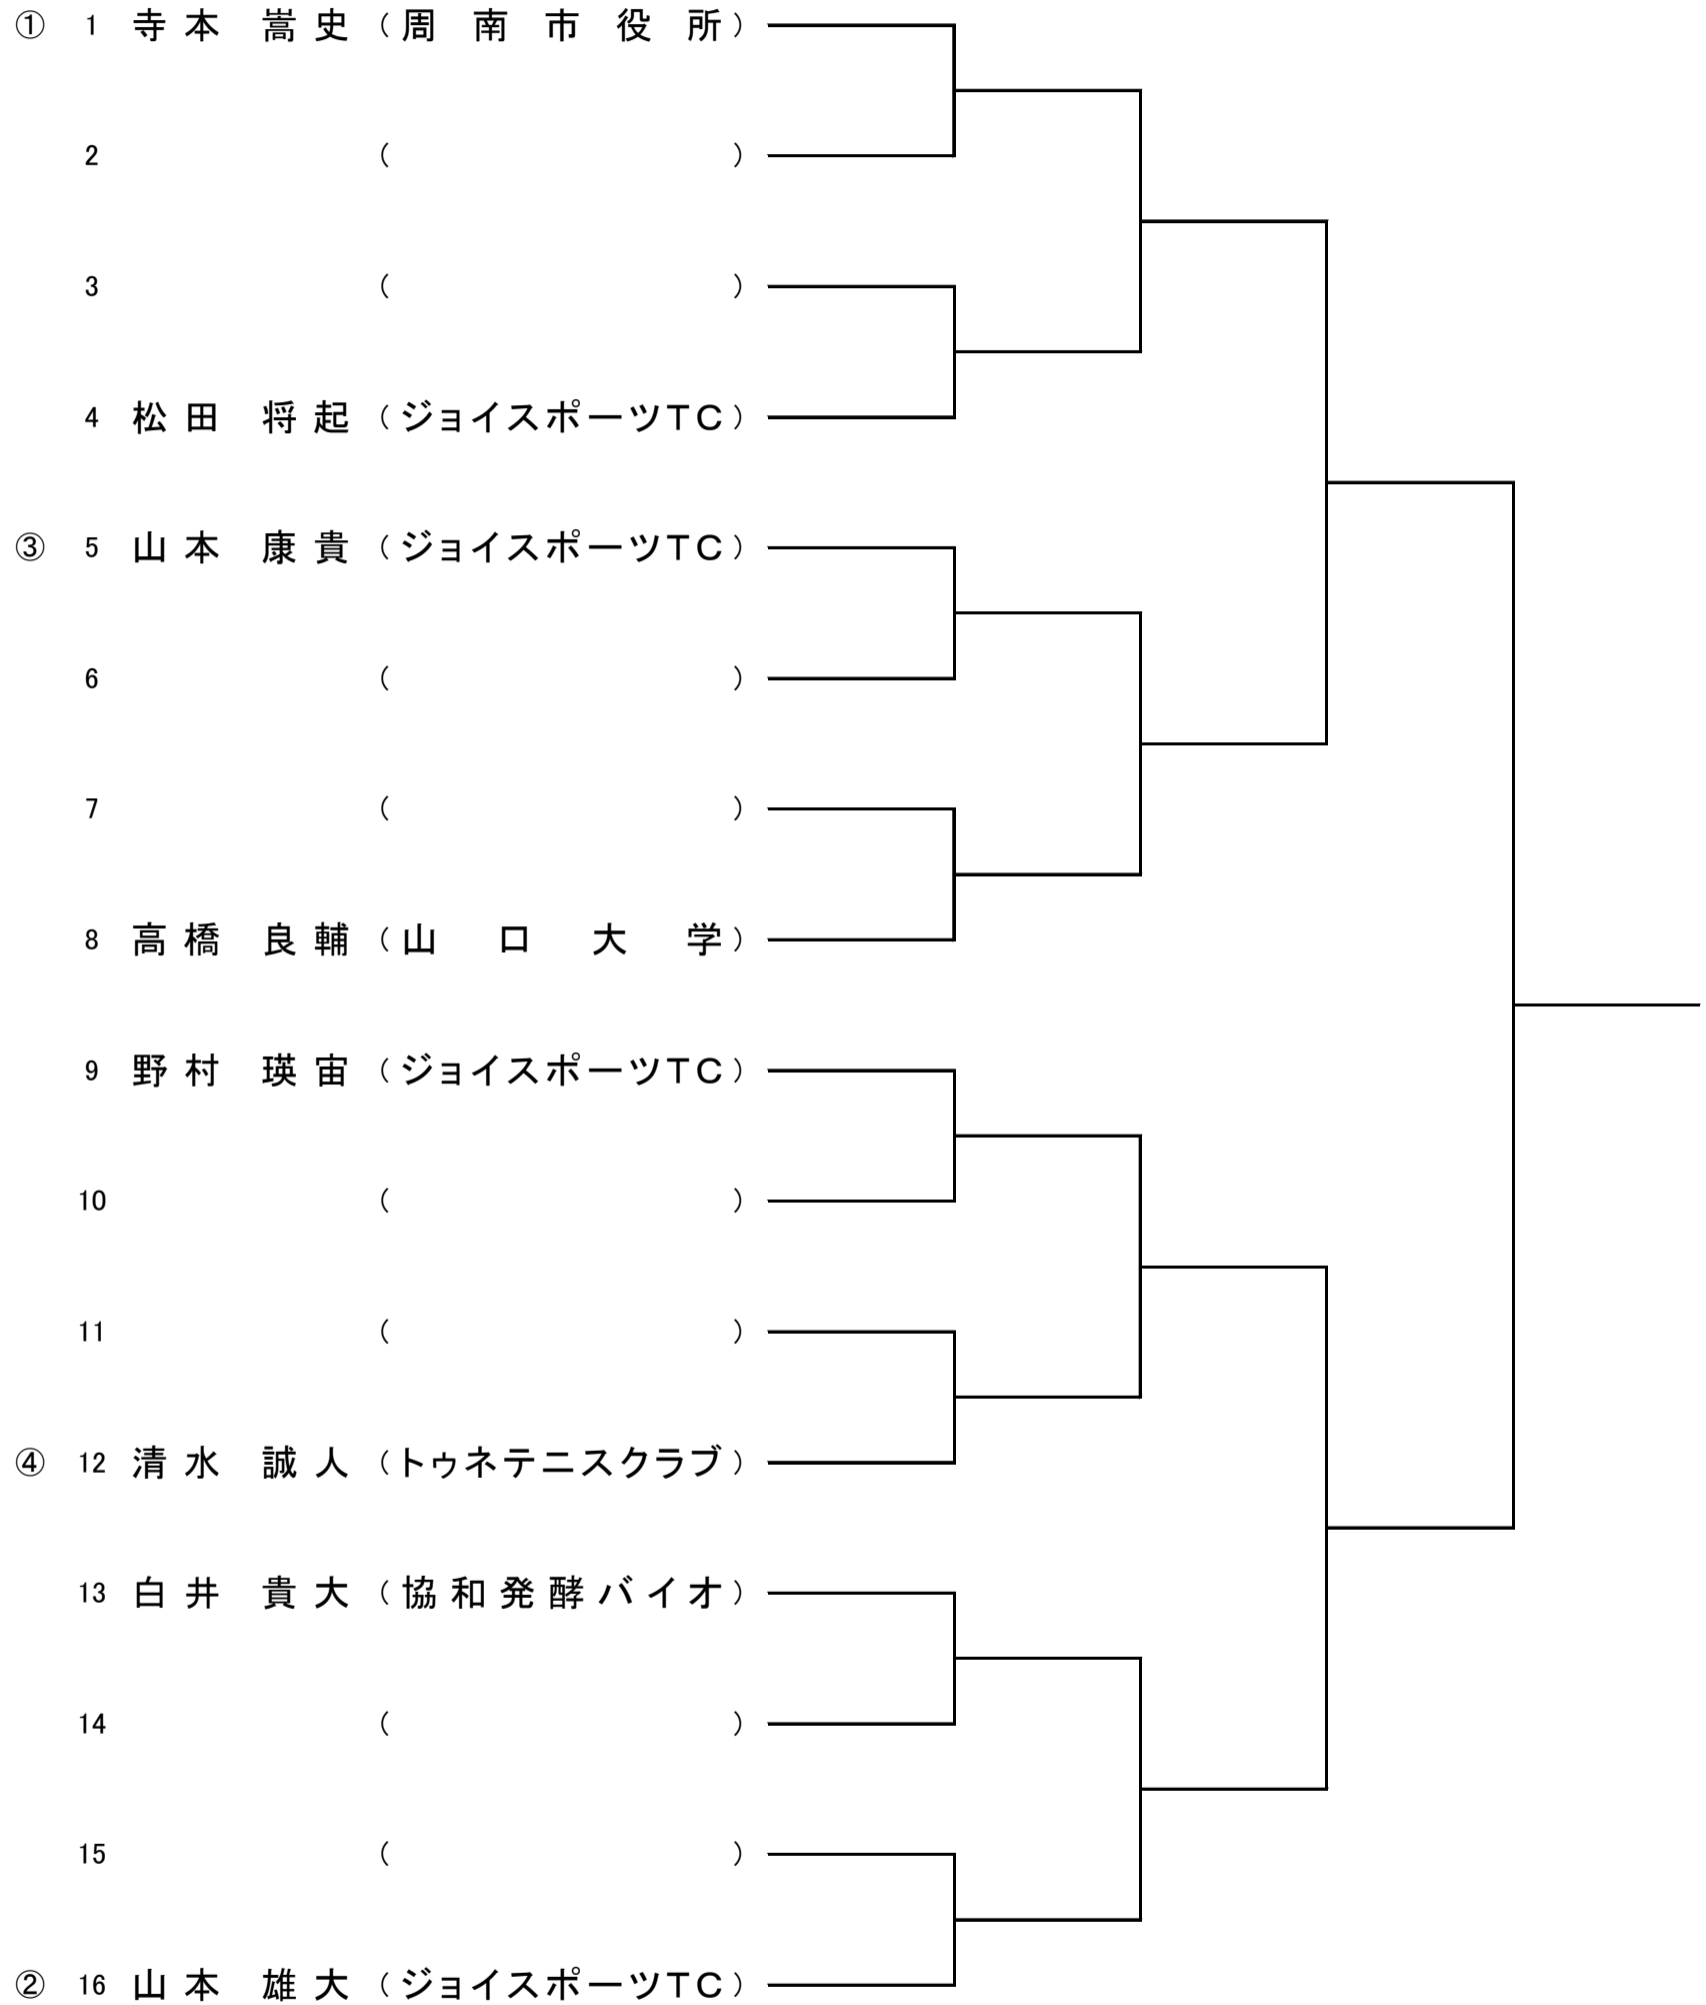 ① 1 寺本 嵩史 (周南市役所)
2 ( )
3 ( )
4 松田 将起 (ジョイスポーツTC)
③ 5 山本 康貴 (ジョイスポーツTC)
6 ( )
7 ( )
8 高橋 良輔 (山口大学)
9 野村 瑛宙 (ジョイスポーツTC)
10 ( )
11 ( )
④ 12 清水 誠人 (トゥネテニスクラブ)
13 白井 貴大 (協和発酵バイオ)
14 ( )
15 ( )
② 16 山本 雄大 (ジョイスポーツTC)